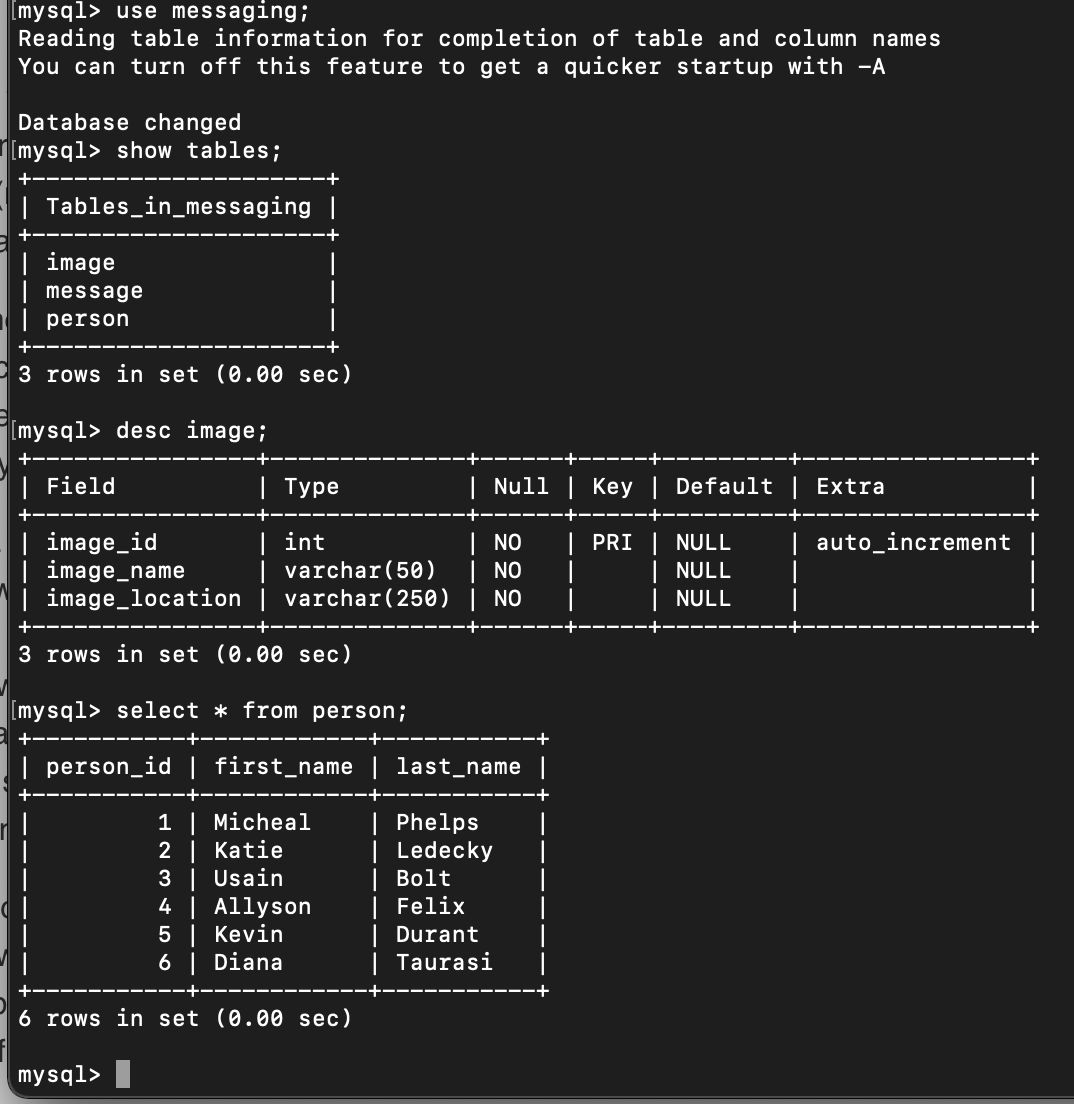 mysql> use messaging;
Reading table information for completion of table and column names
You can turn off this feature to get a quicker startup with -A

Database changed
mysql> show tables;
+---------------------+
| Tables_in_messaging |
+---------------------+
| image               |
| message             |
| person              |
+---------------------+
3 rows in set (0.00 sec)

mysql> desc image;
+----------------+--------------+------+-----+---------+----------------+
| Field          | Type         | Null | Key | Default | Extra          |
+----------------+--------------+------+-----+---------+----------------+
| image_id       | int          | NO   | PRI | NULL    | auto_increment |
| image_name     | varchar(50)  | NO   |     | NULL    |                |
| image_location | varchar(250) | NO   |     | NULL    |                |
+----------------+--------------+------+-----+---------+----------------+
3 rows in set (0.00 sec)

mysql> select * from person;
+-----------+------------+-----------+
| person_id | first_name | last_name |
+-----------+------------+-----------+
|         1 | Micheal    | Phelps    |
|         2 | Katie      | Ledecky   |
|         3 | Usain      | Bolt      |
|         4 | Allyson    | Felix     |
|         5 | Kevin      | Durant    |
|         6 | Diana      | Taurasi   |
+-----------+------------+-----------+
6 rows in set (0.00 sec)

mysql>